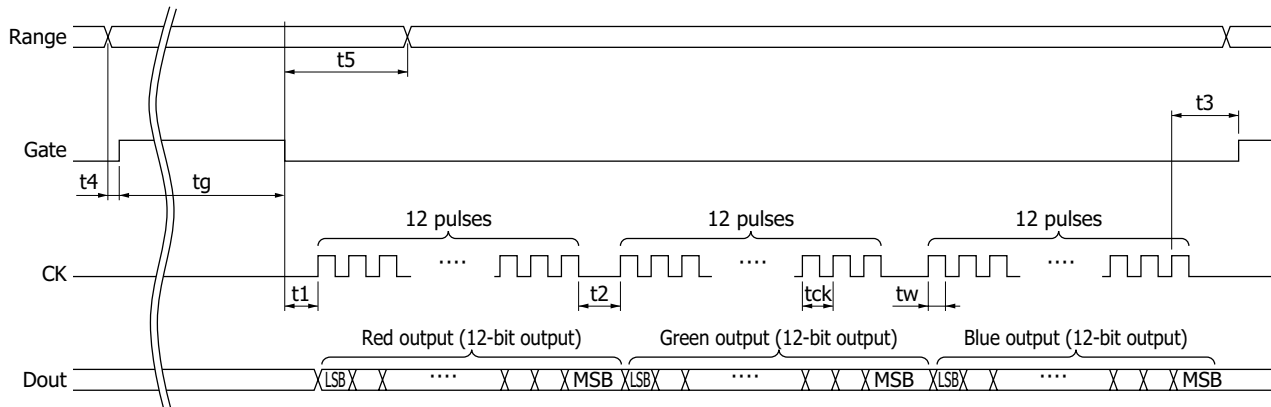 Range
t5
t3
Gate
t4
tg
12 pulses
12 pulses
12 pulses
CK
····
····
····
t1
t2
tck
tw
Red output (12-bit output)
Green output (12-bit output)
Blue output (12-bit output)
Dout
LSB
····
MSB
LSB
····
MSB
LSB
····
MSB